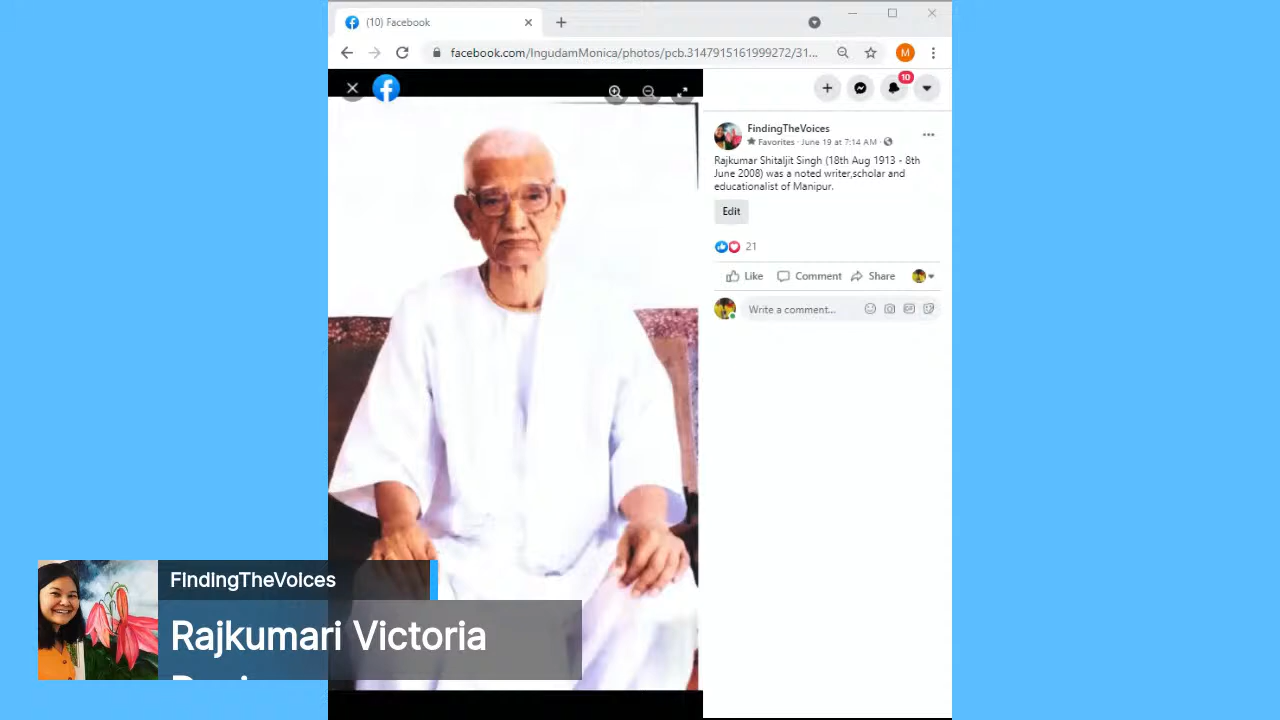 (10) Facebook
facebook.com/IngudamMonica/photos/pcb.3147915161999272/31...
M
10
FindingTheVoices
Favorites · June 19 at 7:14 AM ·
Rajkumar Shitaljit Singh (18th Aug 1913 - 8th
June 2008) was a noted writer,scholar and
educationalist of Manipur.
Edit
21
Like Comment Share
Write a comment...
GIF
FindingTheVoices
Rajkumari Victoria